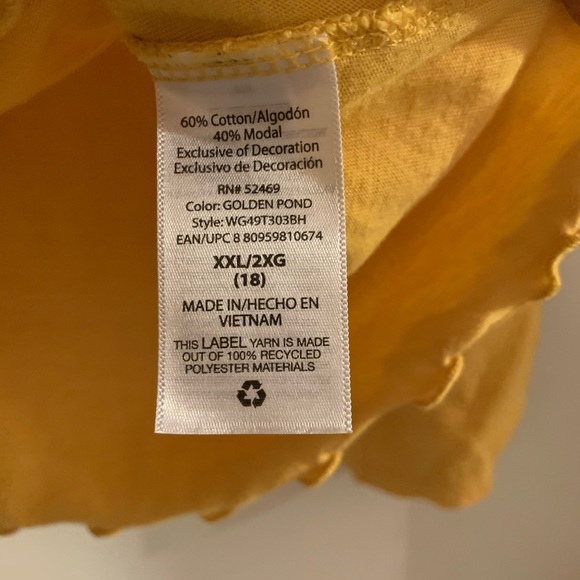 60% Cotton/Algodón
40% Modal
Exclusive of Decoration
Exclusivo de Decoración
RN# 52469
Color: GOLDEN POND
Style: WG49T303BH
EAN/UPC 8 80959810674
XXL/2XG
(18)
MADE IN/HECHO EN
VIETNAM
THIS LABEL YARN IS MADE
OUT OF 100% RECYCLED
POLYESTER MATERIALS